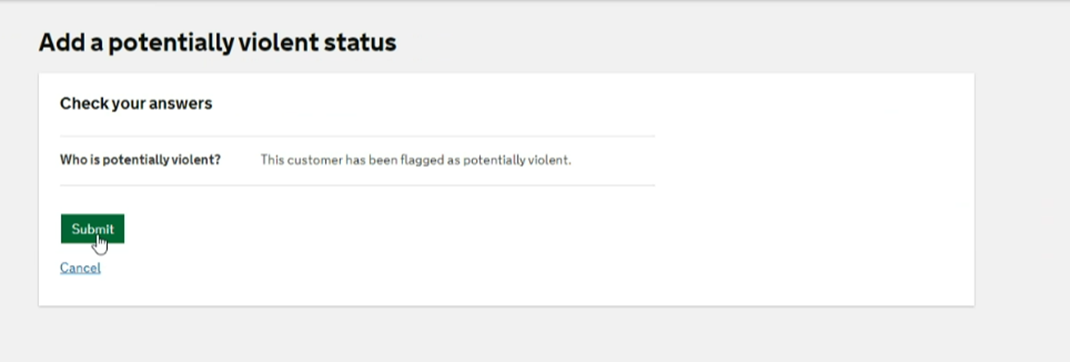 Add a potentially violent status
Check your answers
Who is potentially violent? This customer has been flagged as potentially violent.
Submit
Cancel